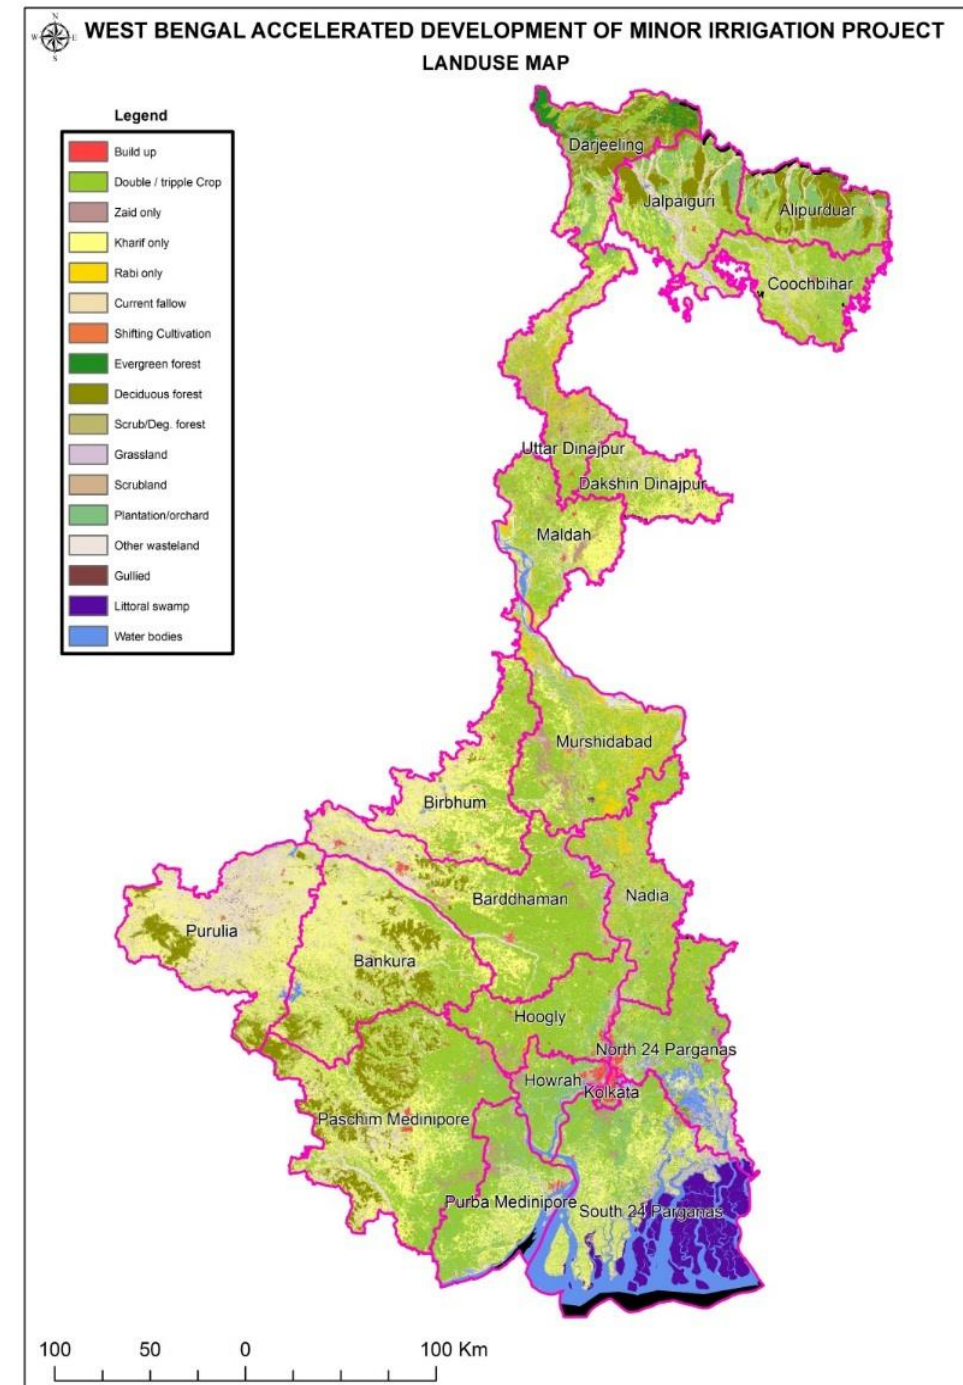 N
W E
S
WEST BENGAL ACCELERATED DEVELOPMENT OF MINOR IRRIGATION PROJECT
LANDUSE MAP
Legend
Build up
Double / tripple Crop
Zaid only
Kharif only
Rabi only
Current fallow
Shifting Cultivation
Evergreen forest
Deciduous forest
Scrub/Deg. forest
Grassland
Scrubland
Plantation/orchard
Other wasteland
Gullied
Littoral swamp
Water bodies
Darjeeling
Jalpaiguri
Alipurduar
Coochbihar
Uttar Dinajpur
Dakshin Dinajpur
Maldah
Murshidabad
Birbhum
Barddhaman
Nadia
Purulia
Bankura
Hoogly
North 24 Parganas
Howrah
Kolkata
Paschim Medinipore
Purba Medinipore
South 24 Parganas
100 50 0 100 Km